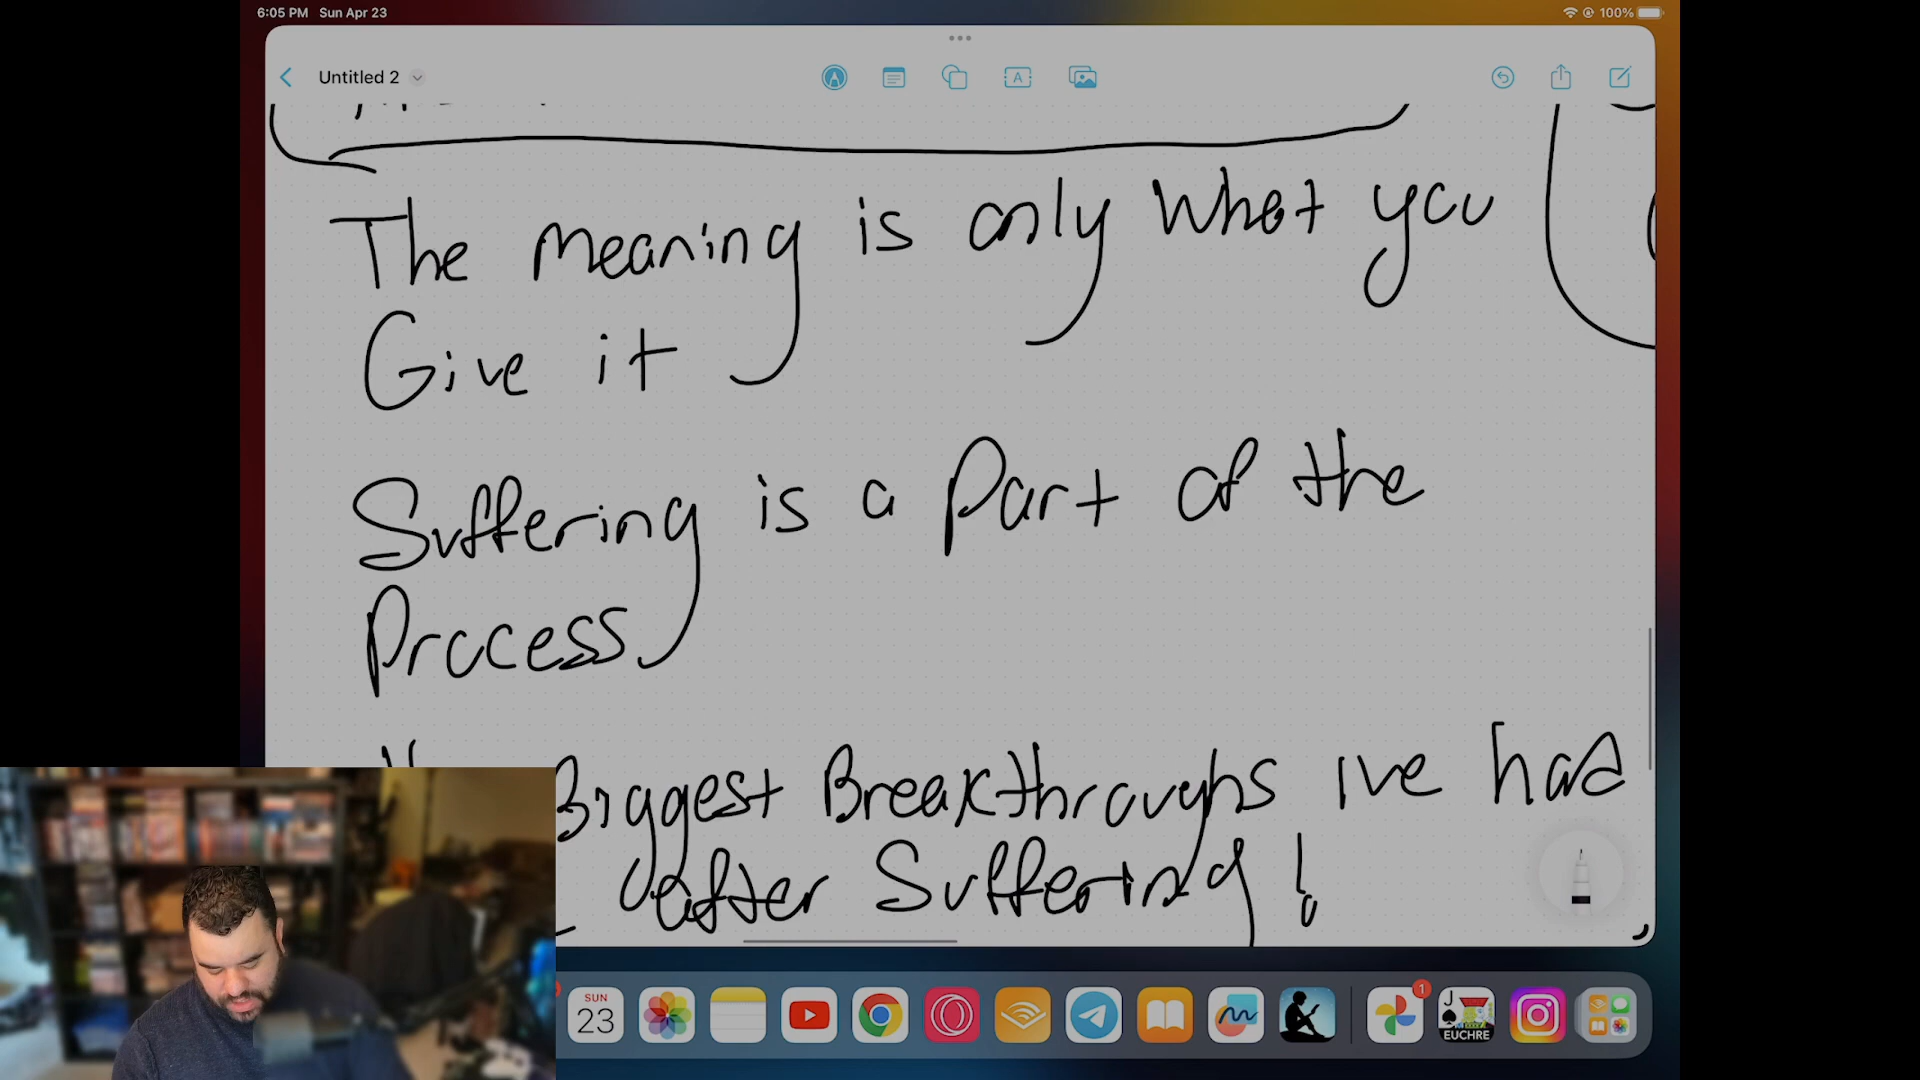 6:05 PM Sun Apr 23
100%
Untitled 2
A
The meaning is only what you
Give it
Suffering is a Part of the
Process
Biggest Breakthroughs Ive had
after Suffering!
SUN
23
1
J
EUCHRE